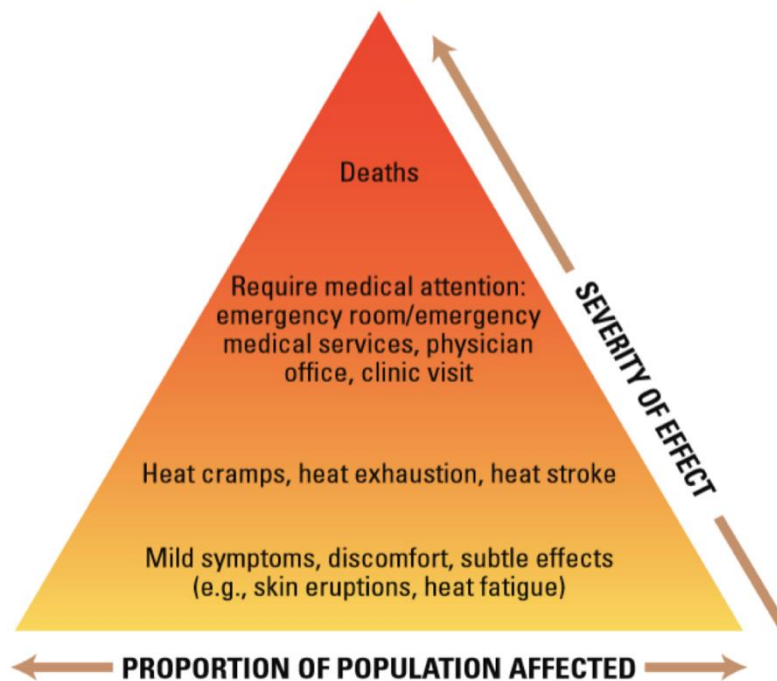 Deaths
Require medical attention:
emergency room/emergency
medical services, physician
office, clinic visit
SEVERITY OF EFFECT
Heat cramps, heat exhaustion, heat stroke
Mild symptoms, discomfort, subtle effects
(e.g., skin eruptions, heat fatigue)
PROPORTION OF POPULATION AFFECTED